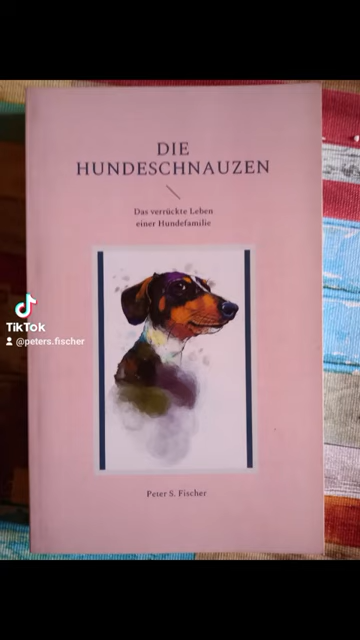 DIE
HUNDESCHNAUZEN
Das verrückte Leben
einer Hundefamilie
TikTok
@peters.fischer
Peter S. Fischer